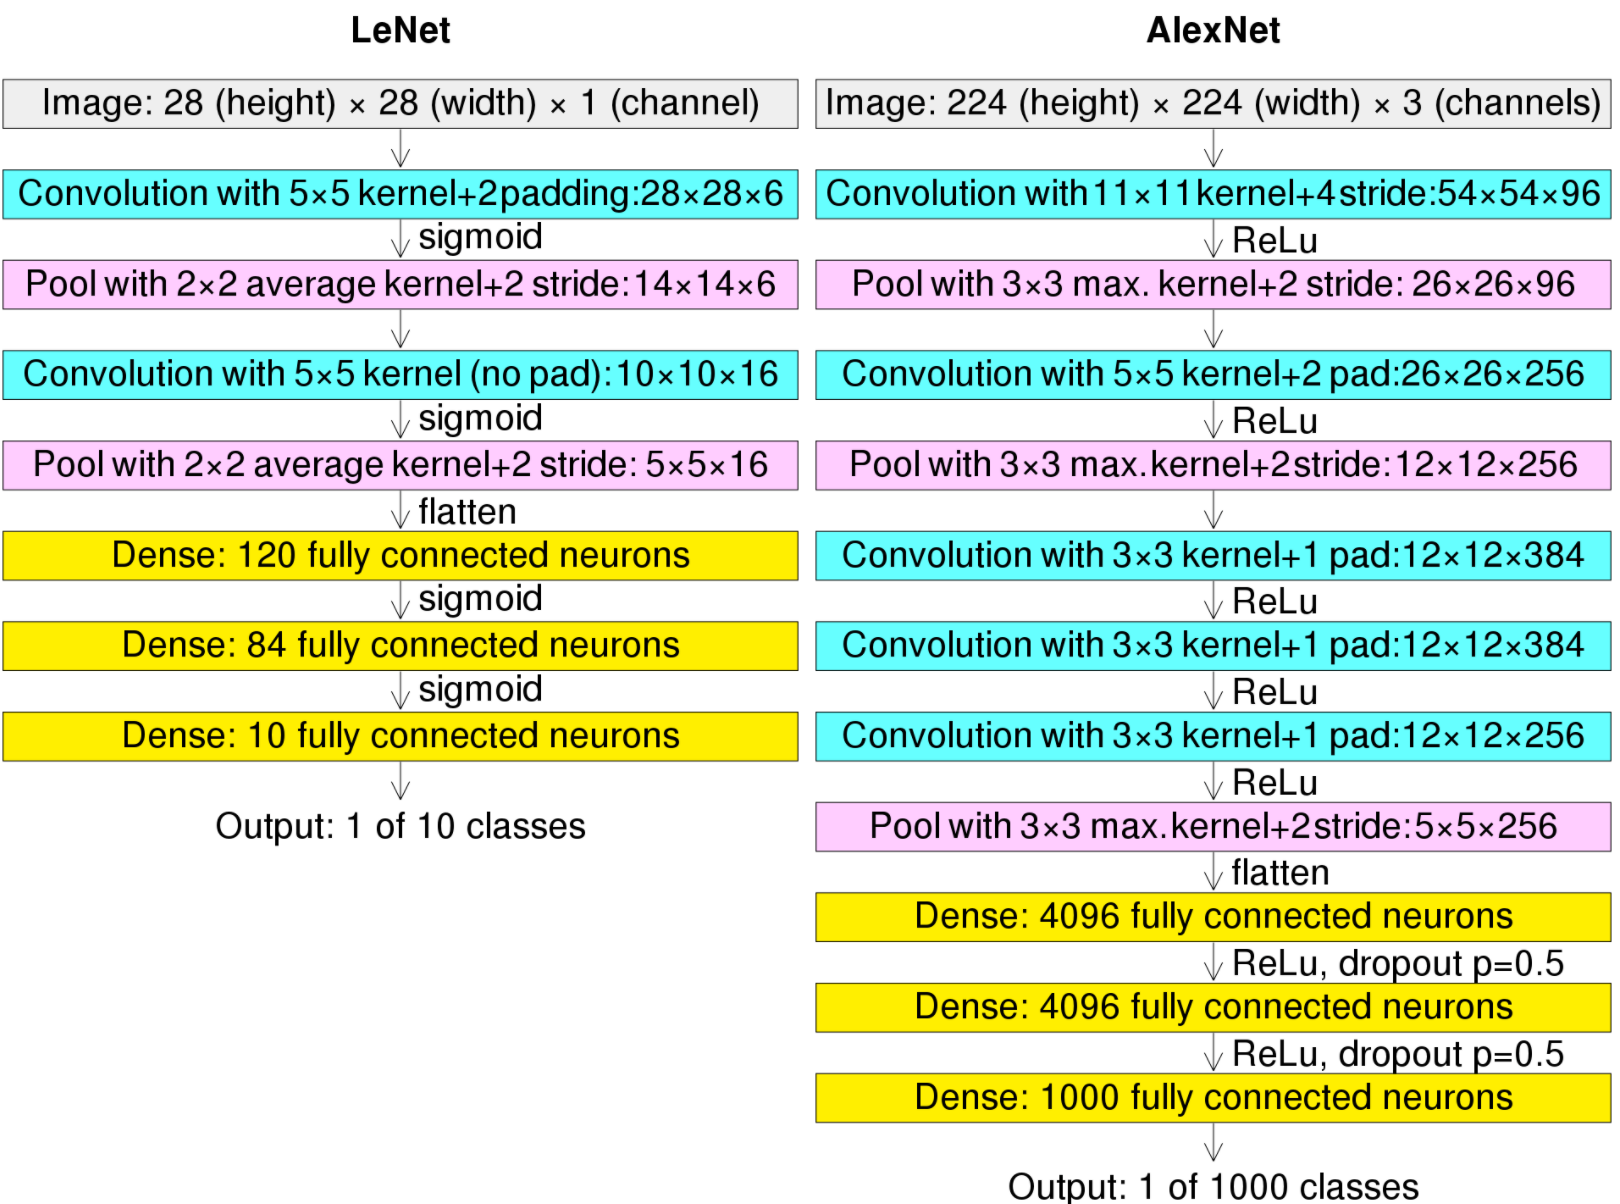 LeNet
Image: 28 (height) × 28 (width) × 1 (channel)
Convolution with 5×5 kernel+2padding:28×28×6
sigmoid
Pool with 2×2 average kernel+2 stride:14×14×6
Convolution with 5×5 kernel (no pad):10×10×16
sigmoid
Pool with 2×2 average kernel+2 stride: 5×5×16
flatten
Dense: 120 fully connected neurons
sigmoid
Dense: 84 fully connected neurons
sigmoid
Dense: 10 fully connected neurons
Output: 1 of 10 classes
AlexNet
Image: 224 (height) × 224 (width) × 3 (channels)
Convolution with 11×11 kernel+4 stride:54×54×96
ReLu
Pool with 3×3 max. kernel+2 stride: 26×26×96
Convolution with 5×5 kernel+2 pad:26×26×256
ReLu
Pool with 3×3 max.kernel+2stride:12×12×256
Convolution with 3×3 kernel+1 pad:12×12×384
ReLu
Convolution with 3×3 kernel+1 pad:12×12×384
ReLu
Convolution with 3×3 kernel+1 pad:12×12×256
ReLu
Pool with 3×3 max.kernel+2stride:5×5×256
flatten
Dense: 4096 fully connected neurons
ReLu, dropout p=0.5
Dense: 4096 fully connected neurons
ReLu, dropout p=0.5
Dense: 1000 fully connected neurons
Output: 1 of 1000 classes